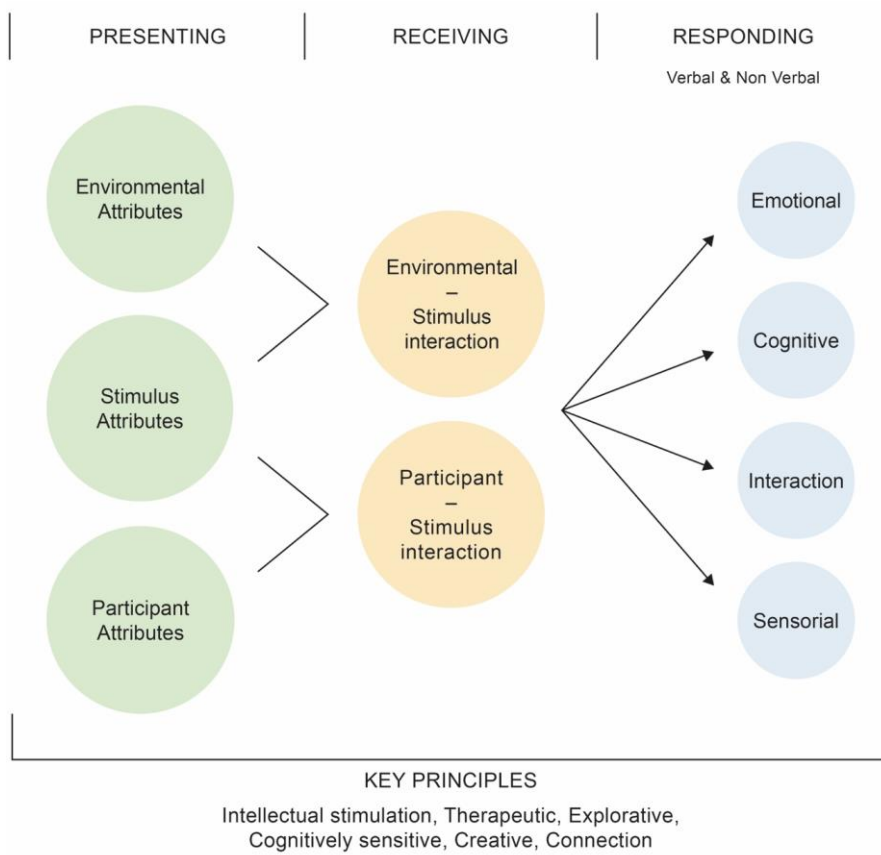 PRESENTING
RECEIVING
RESPONDING
Verbal & Non Verbal
Environmental
Attributes
Stimulus
Attributes
Participant
Attributes
Environmental
–
Stimulus
interaction
Participant
–
Stimulus
interaction
Emotional
Cognitive
Interaction
Sensorial
KEY PRINCIPLES
Intellectual stimulation, Therapeutic, Explorative,
Cognitively sensitive, Creative, Connection